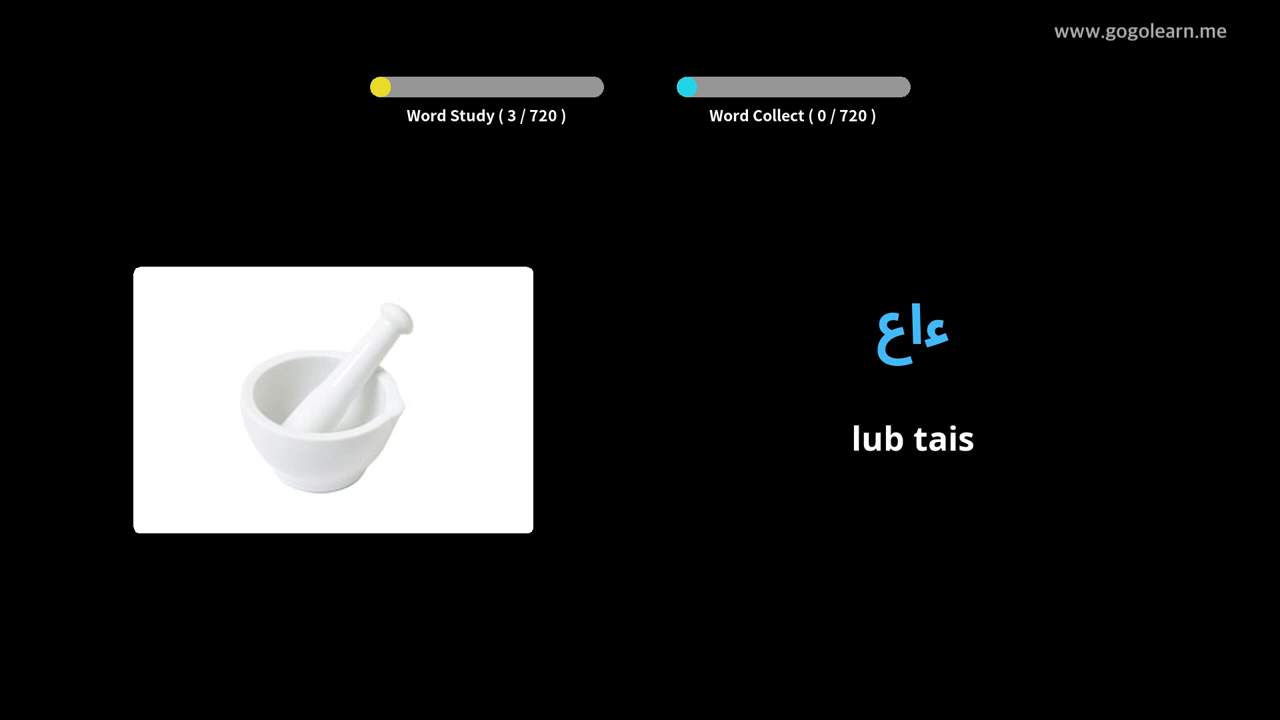 www.gogolearn.me
Word Study ( 3 / 720 )
Word Collect ( 0 / 720 )
ءاع
lub tais